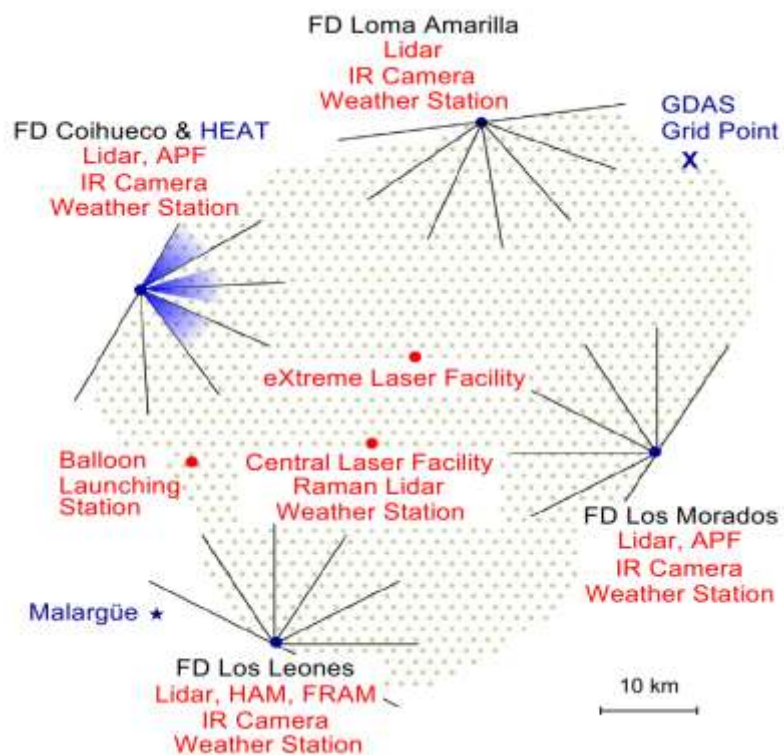 FD Loma Amarilla
Lidar
IR Camera
Weather Station
GDAS
Grid Point
X
FD Coihueco & HEAT
Lidar, APF
IR Camera
Weather Station
eXtreme Laser Facility
Balloon
Launching
Station
Central Laser Facility
Raman Lidar
Weather Station
FD Los Morados
Lidar, APF
IR Camera
Weather Station
Malargüe
FD Los Leones
Lidar, HAM, FRAM
IR Camera
Weather Station
10 km